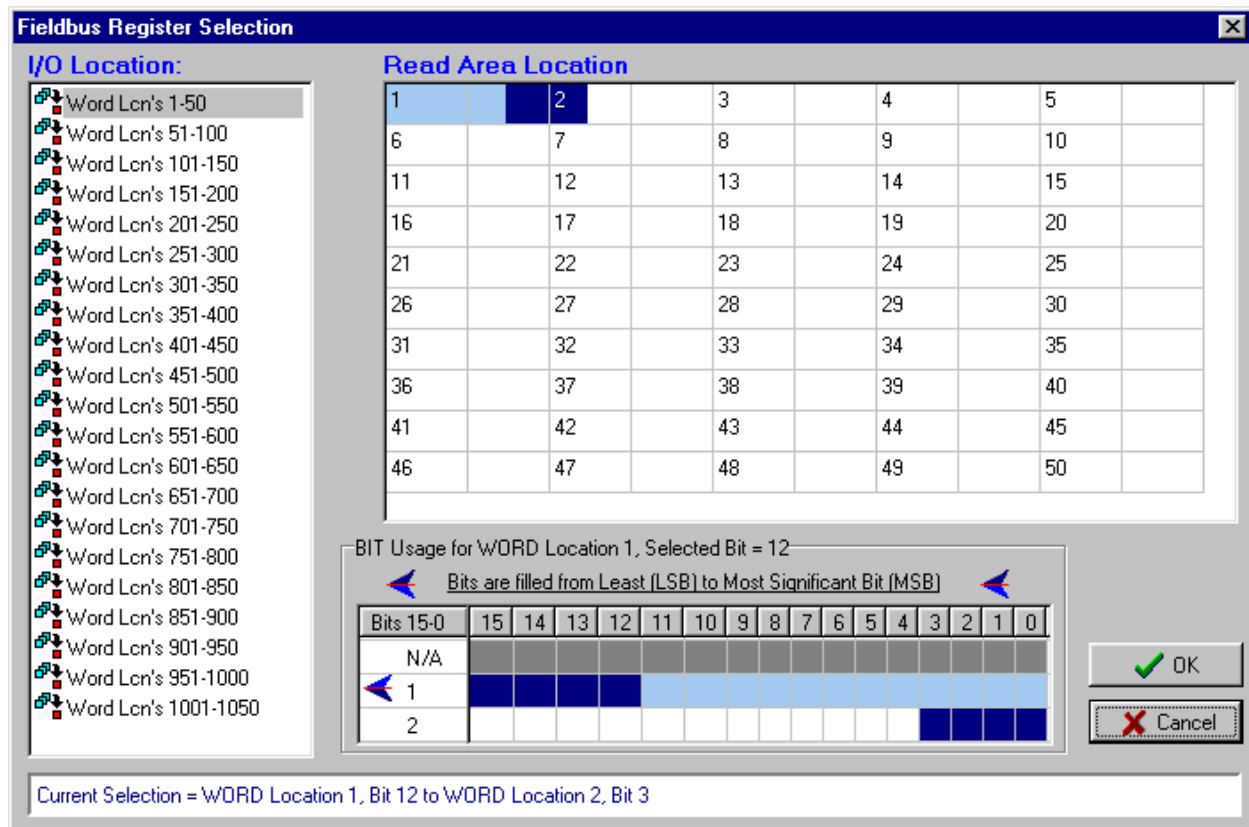 Fieldbus Register Selection
I/O Location:
Word Lcn's 1-50
Word Lcn's 51-100
Word Lcn's 101-150
Word Lcn's 151-200
Word Lcn's 201-250
Word Lcn's 251-300
Word Lcn's 301-350
Word Lcn's 351-400
Word Lcn's 401-450
Word Lcn's 451-500
Word Lcn's 501-550
Word Lcn's 551-600
Word Lcn's 601-650
Word Lcn's 651-700
Word Lcn's 701-750
Word Lcn's 751-800
Word Lcn's 801-850
Word Lcn's 851-900
Word Lcn's 901-950
Word Lcn's 951-1000
Word Lcn's 1001-1050
Read Area Location
1 2 3 4 5
6 7 8 9 10
11 12 13 14 15
16 17 18 19 20
21 22 23 24 25
26 27 28 29 30
31 32 33 34 35
36 37 38 39 40
41 42 43 44 45
46 47 48 49 50
BIT Usage for WORD Location 1, Selected Bit = 12
Bits are filled from Least (LSB) to Most Significant Bit (MSB)
Bits 15-0 15 14 13 12 11 10 9 8 7 6 5 4 3 2 1 0
N/A
1
2
OK
Cancel
Current Selection = WORD Location 1, Bit 12 to WORD Location 2, Bit 3